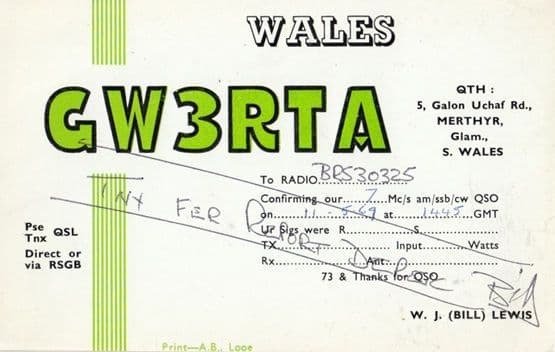 WALES
GW3RTA
QTH :
5, Galon Uchaf Rd.,
MERTHYR,
Glam.,
S. WALES
To RADIO BRS30325
Confirming our 7 Mc/s am/ssb/cw QSO
on 11-5-69 at 1445 GMT
Ur Sigs were R S
TX Input Watts
Rx Ant
73 & Thanks for QSO
TNX FER REPORT Bill
Pse QSL
Tnx
Direct or
via RSGB
W. J. (BILL) LEWIS
Print—A.B., Looe